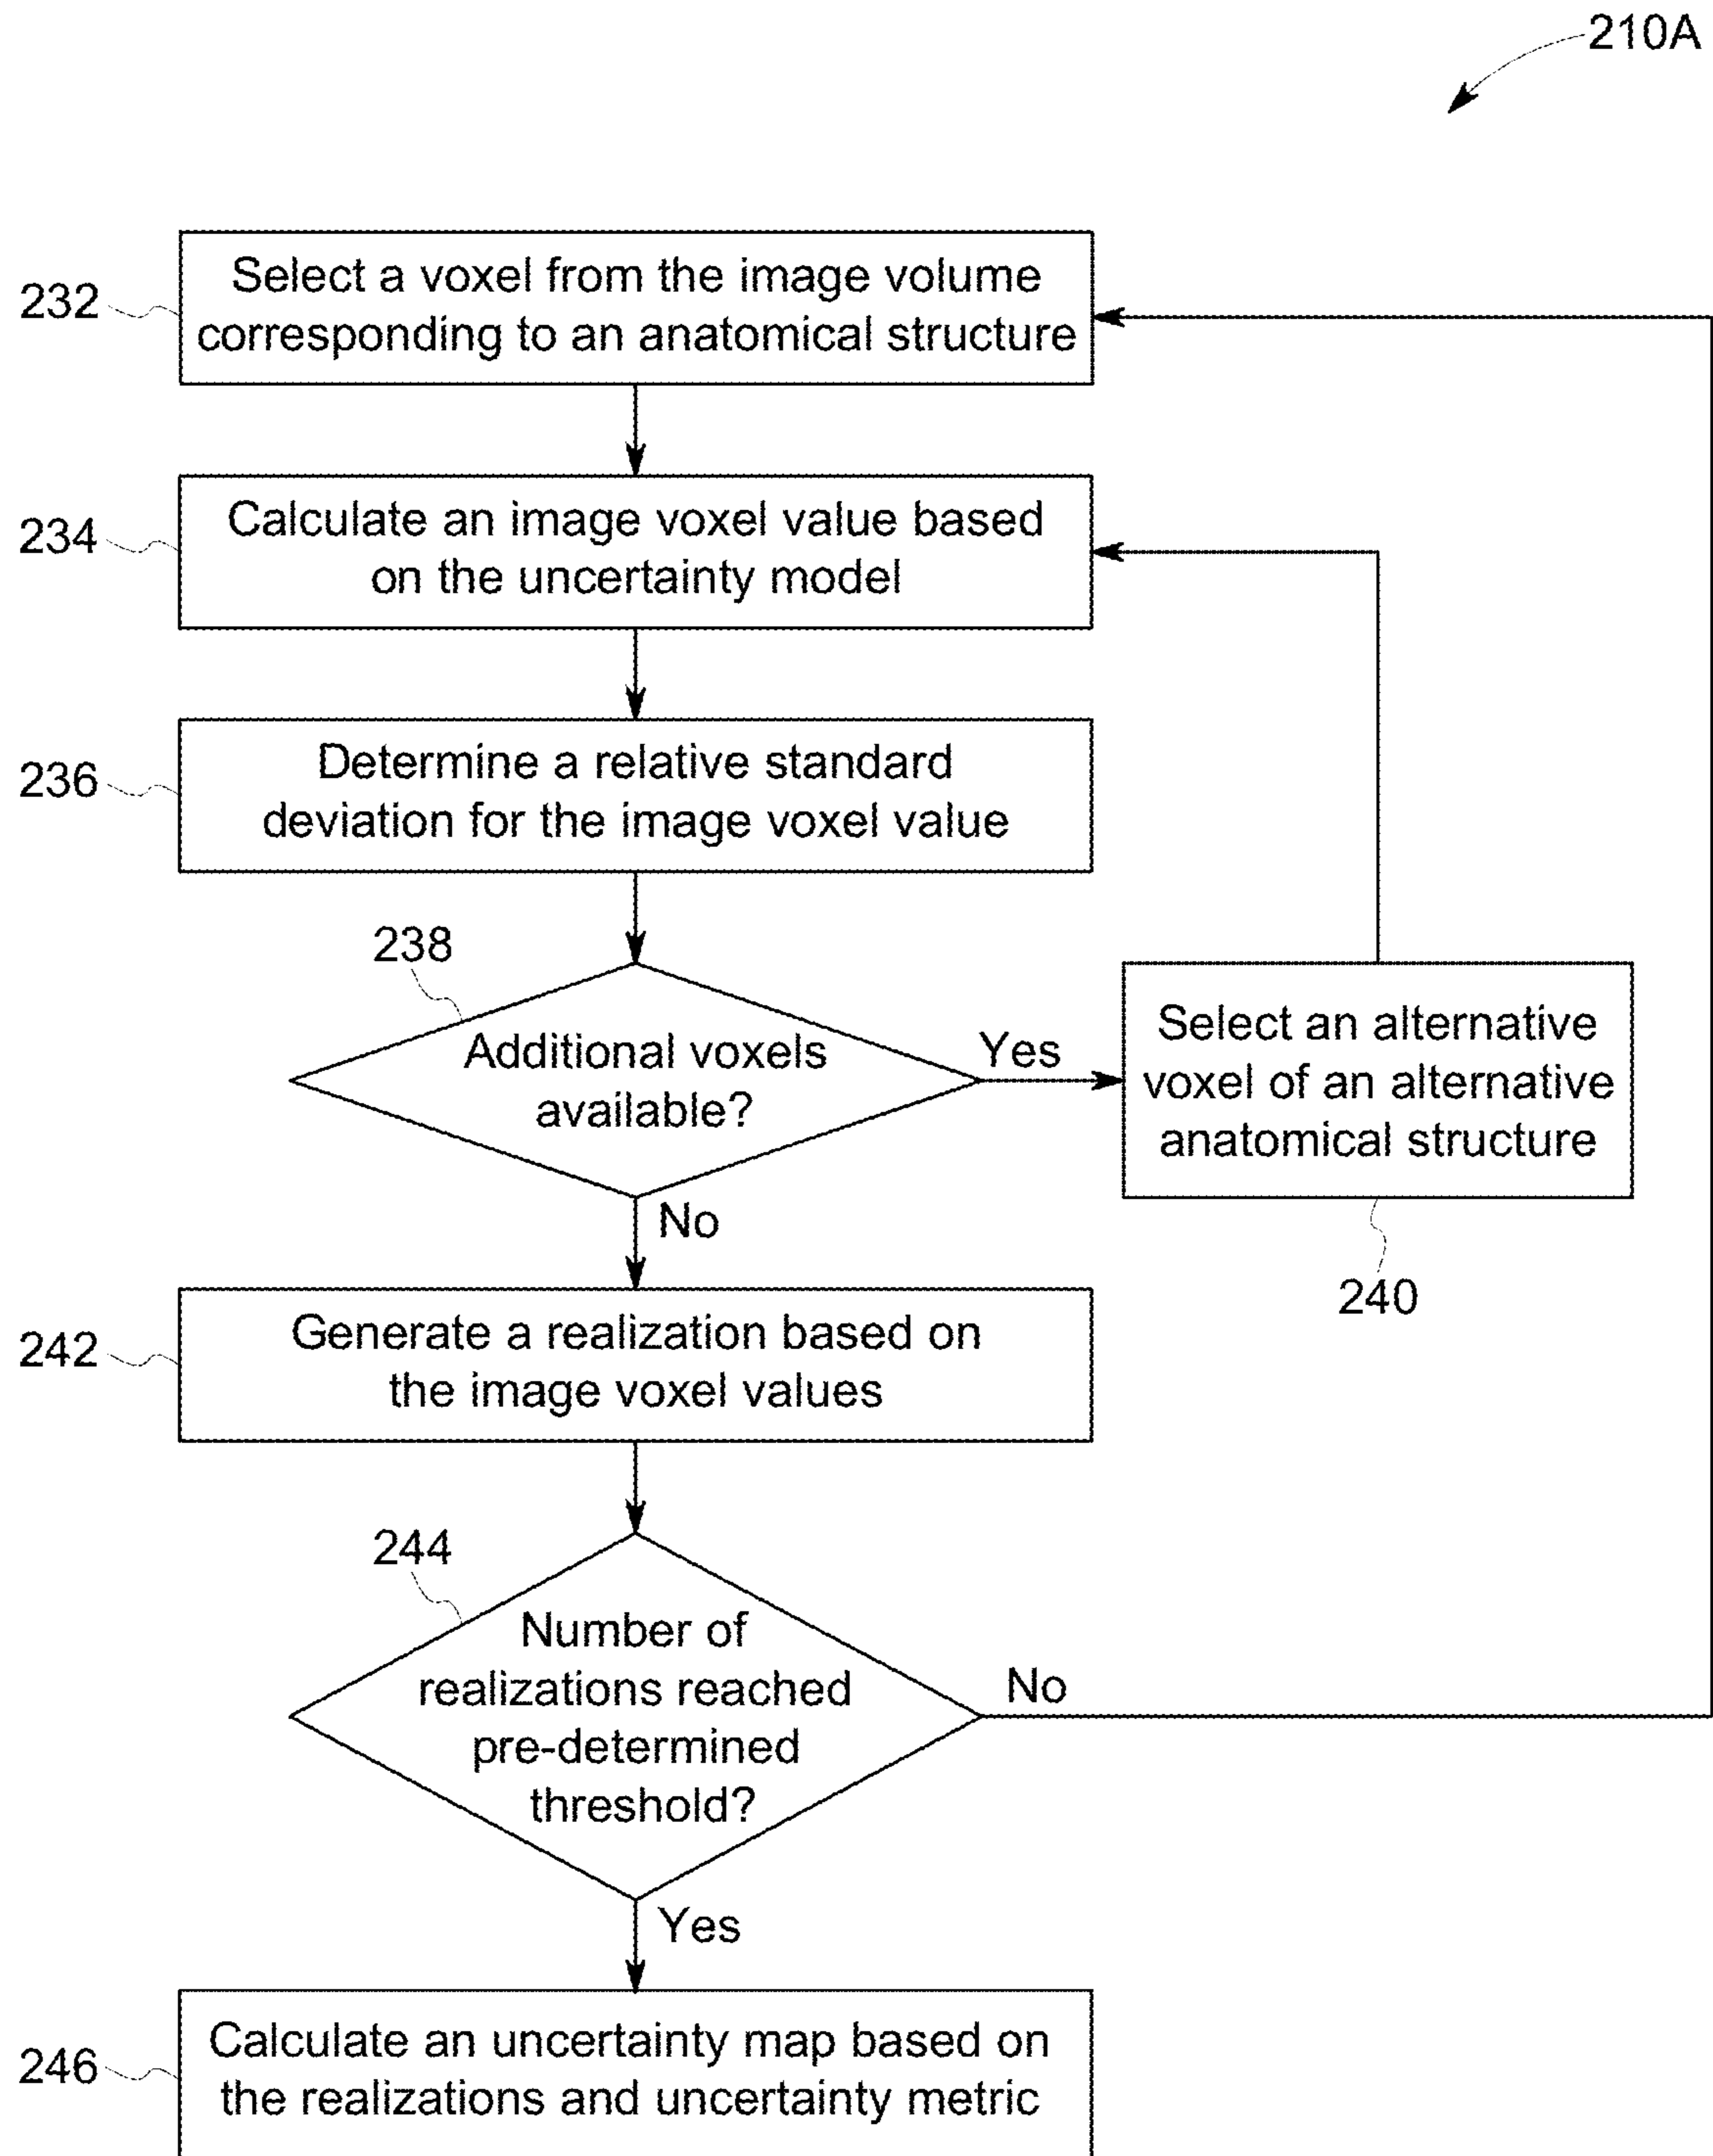 210A
232
Select a voxel from the image volume
corresponding to an anatomical structure
234
Calculate an image voxel value based
on the uncertainty model
236
Determine a relative standard
deviation for the image voxel value
238
Additional voxels
available?
Yes
Select an alternative
voxel of an alternative
anatomical structure
240
No
242
Generate a realization based on
the image voxel values
244
Number of
realizations reached
pre-determined
threshold?
No
Yes
246
Calculate an uncertainty map based on
the realizations and uncertainty metric